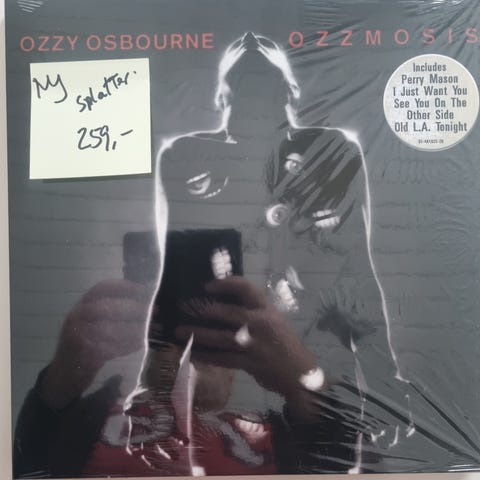 OZZY OSBOURNE OZZMOSIS
Ny
splatter.
259,-
Includes
Perry Mason
I Just Want You
See You On The
Other Side
Old L.A. Tonight